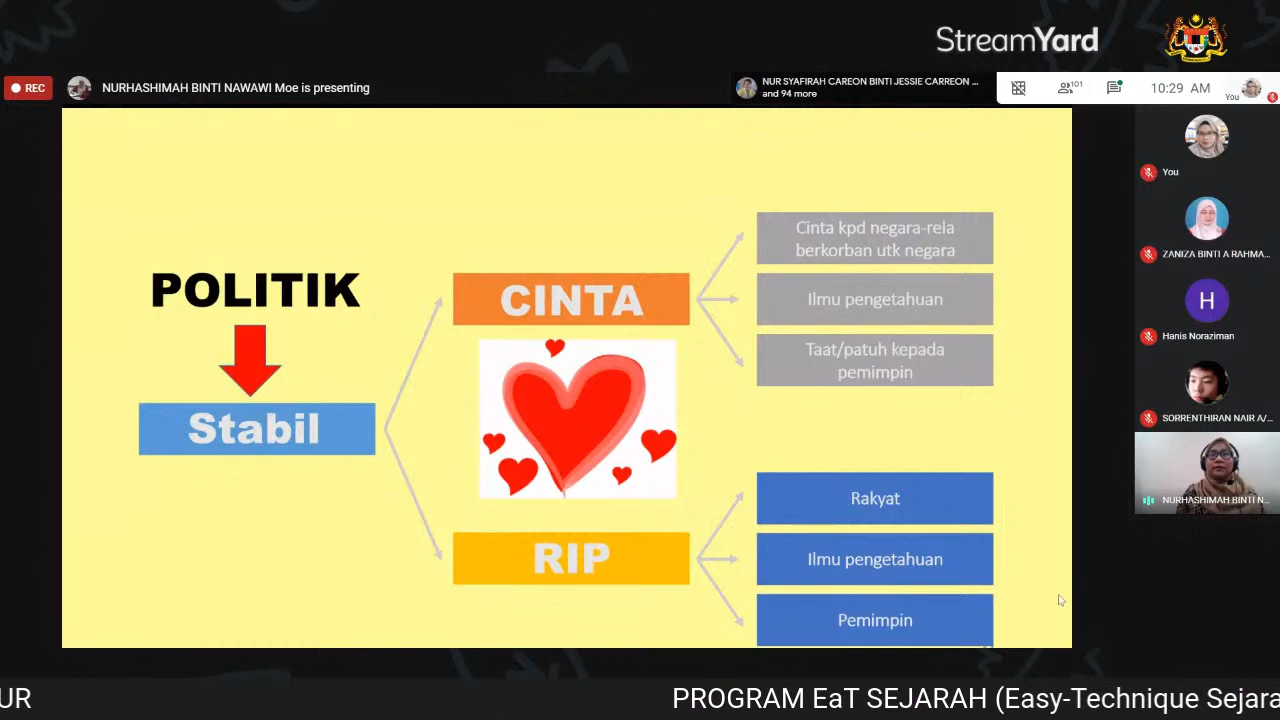 StreamYard
REC
NURHASHIMAH BINTI NAWAWI Moe is presenting
NUR SYAFIRAH CAREON BINTI JESSIE CARREON ...
and 94 more
101
10:29 AM
You
You
ZANIZA BINTI A RAHMA...
H
Hanis Noraziman
SORRENTHIRAN NAIR A/...
NURHASHIMAH BINTI N...
POLITIK
Stabil
CINTA
Cinta kpd negara-rela
berkorban utk negara
Ilmu pengetahuan
Taat/patuh kepada
pemimpin
RIP
Rakyat
Ilmu pengetahuan
Pemimpin
UR
PROGRAM EaT SEJARAH (Easy-Technique Sejara